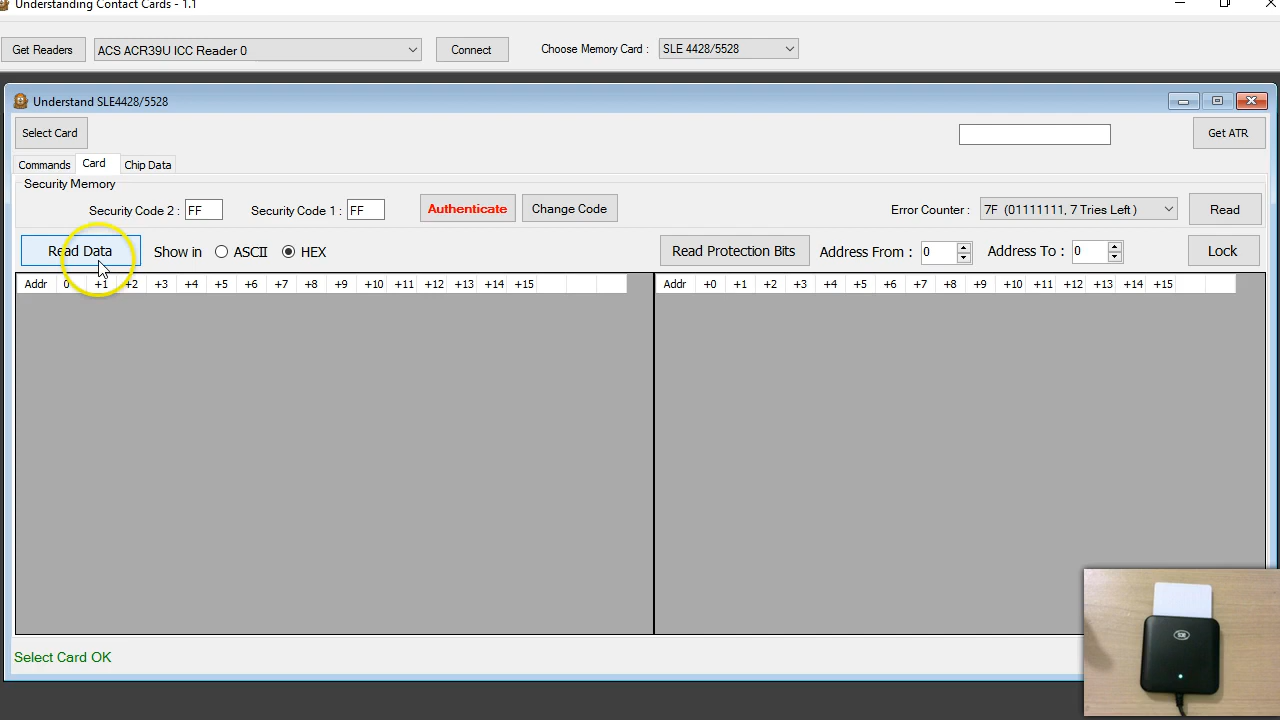 Understanding Contact Cards - 1.1
Get Readers ACS ACR39U ICC Reader 0 Connect Choose Memory Card : SLE 4428/5528
Understand SLE4428/5528
Select Card Get ATR
Commands Card Chip Data
Security Memory
Security Code 2 : FF Security Code 1 : FF Authenticate Change Code Error Counter : 7F (01111111, 7 Tries Left ) Read
Read Data Show in ASCII HEX Read Protection Bits Address From : 0 Address To : 0 Lock
Addr 0 +1 +2 +3 +4 +5 +6 +7 +8 +9 +10 +11 +12 +13 +14 +15 Addr +0 +1 +2 +3 +4 +5 +6 +7 +8 +9 +10 +11 +12 +13 +14 +15
Select Card OK